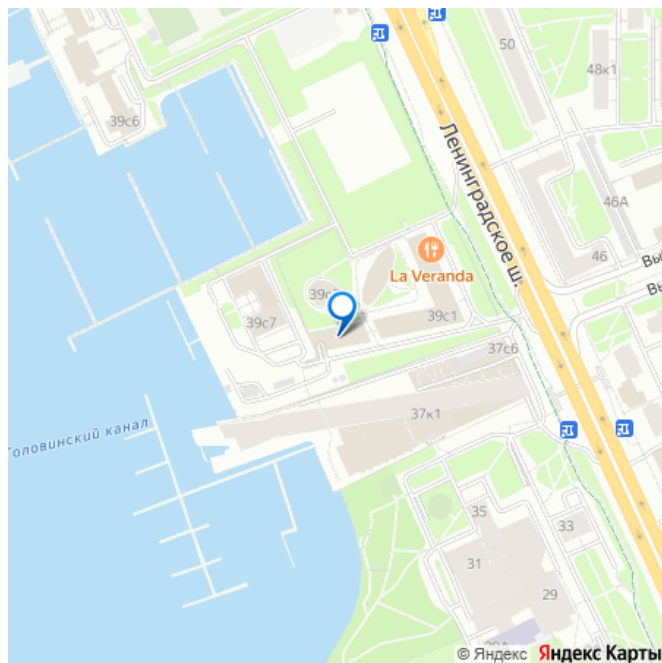 50
48к1
39с6
Ленинградское ш.
46А
46
La Veranda
39с7
39с1
37с6
37к1
Головинский канал
35
33
31
29
© Яндекс Яндекс Карты